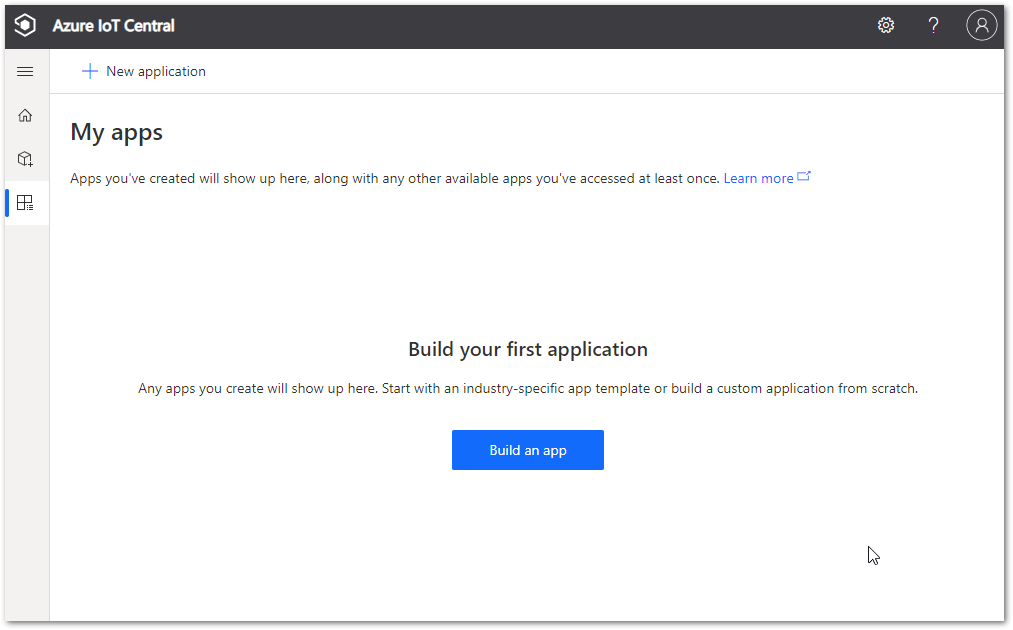 Azure IoT Central
?
New application
My apps
Apps you've created will show up here, along with any other available apps you've accessed at least once. Learn more
Build your first application
Any apps you create will show up here. Start with an industry-specific app template or build a custom application from scratch.
Build an app